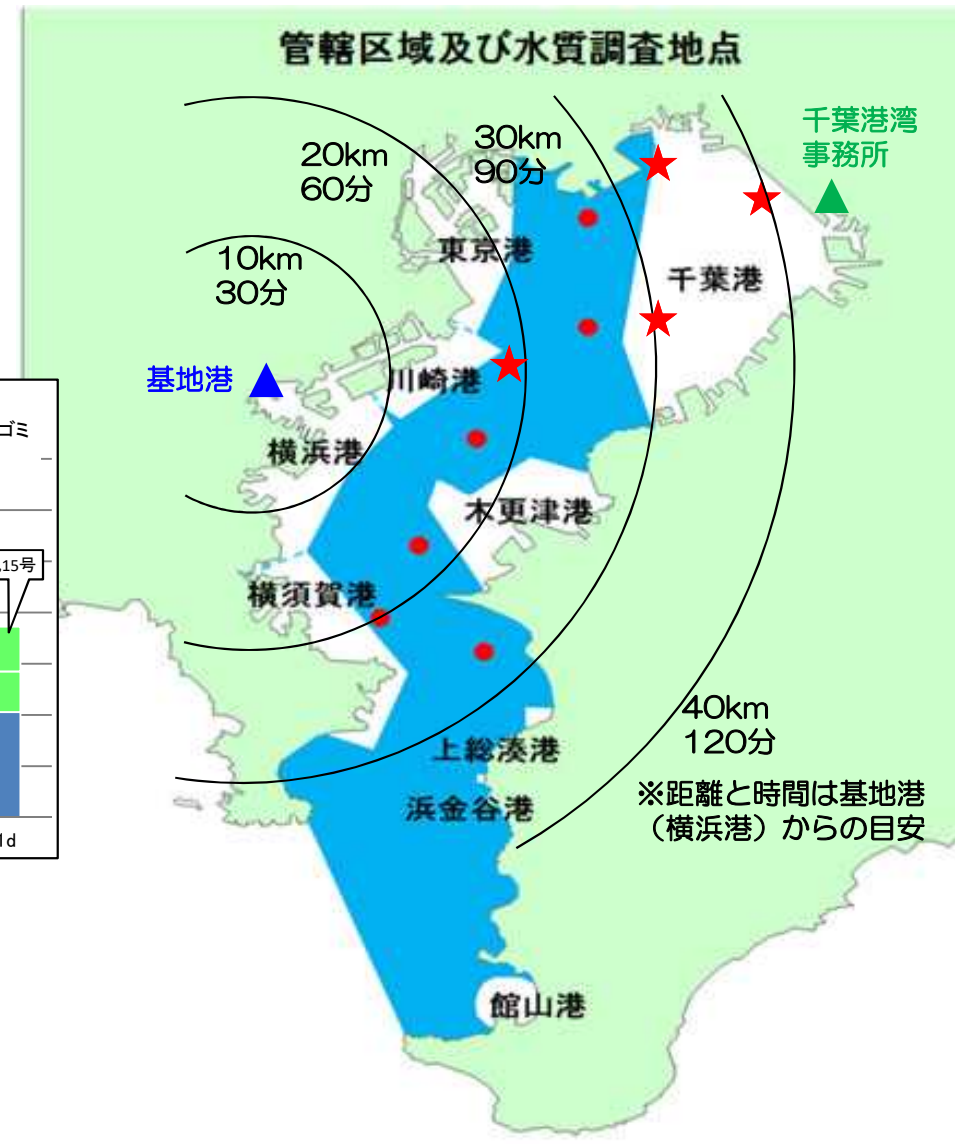 管轄区域及び水質調査地点
千葉港湾
事務所
30km
90分
20km
60分
東京港
10km
30分
千葉港
基地港
川崎港
ゴミ
横浜港
木更津港
15号
横須賀港
40km
120分
上総湊港
※距離と時間は基地港
(横浜港)からの目安
浜金谷港
1d
館山港